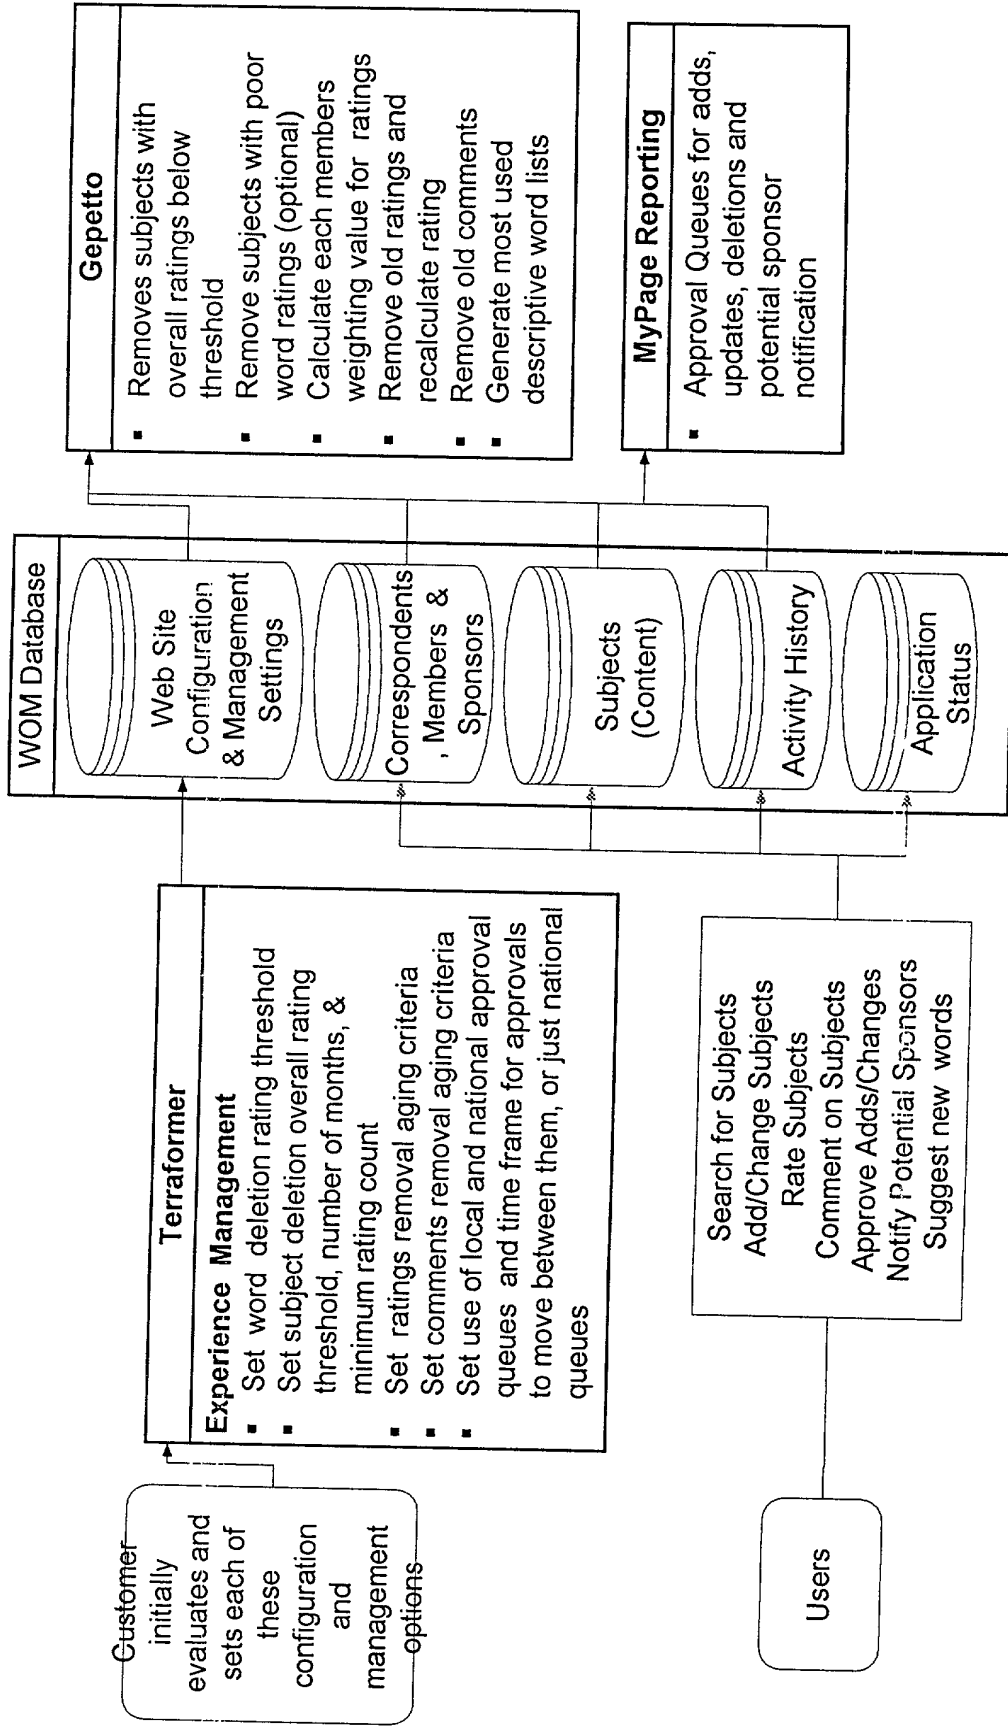 Customer
initially
evaluates and
sets each of
these
configuration
and
management
options
Terraformer
Experience Management
▪ Set word deletion rating threshold
▪ Set subject deletion overall rating
threshold, number of months, &
minimum rating count
▪ Set ratings removal aging criteria
▪ Set comments removal aging criteria
▪ Set use of local and national approval
queues and time frame for approvals
to move between them, or just national
queues
Users
Search for Subjects
Add/Change Subjects
Rate Subjects
Comment on Subjects
Approve Adds/Changes
Notify Potential Sponsors
Suggest new words
WOM Database
Web Site
Configuration
& Management
Settings
Correspondents
, Members &
Sponsors
Subjects
(Content)
Activity History
Application
Status
Gepetto
▪ Removes subjects with
overall ratings below
threshold
▪ Remove subjects with poor
word ratings (optional)
▪ Calculate each members
weighting value for ratings
▪ Remove old ratings and
recalculate rating
▪ Remove old comments
▪ Generate most used
descriptive word lists
MyPage Reporting
▪ Approval Queues for adds,
updates, deletions and
potential sponsor
notification